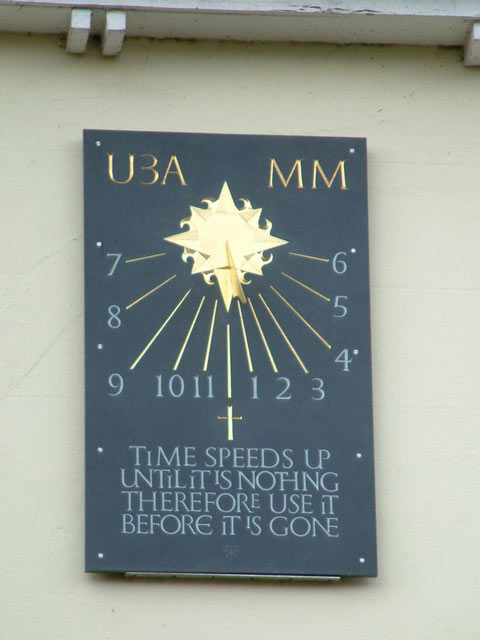 U3A MM
7 6
8 5
9 10 11 1 2 3 4
TIME SPEEDS UP
UNTIL IT IS NOTHING
THEREFORE USE IT
BEFORE IT IS GONE